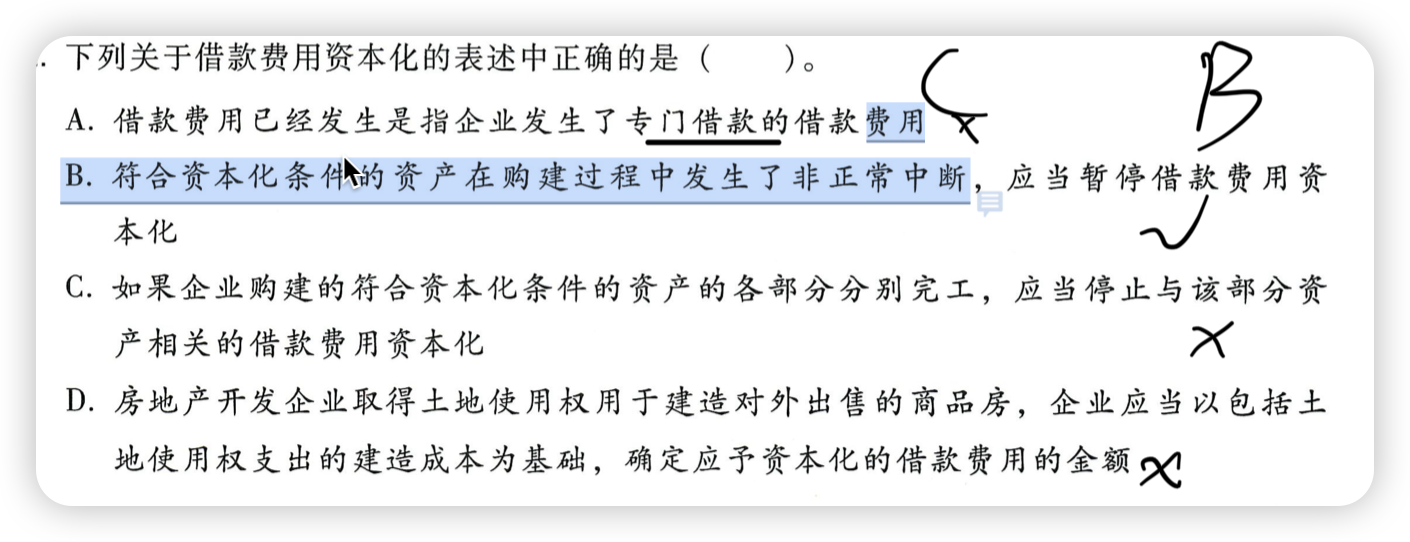 . 下列关于借款费用资本化的表述中正确的是（  ）。
A. 借款费用已经发生是指企业发生了专门借款的借款费用
B. 符合资本化条件的资产在购建过程中发生了非正常中断，应当暂停借款费用资
本化
C. 如果企业购建的符合资本化条件的资产的各部分分别完工，应当停止与该部分资
产相关的借款费用资本化
D. 房地产开发企业取得土地使用权用于建造对外出售的商品房，企业应当以包括土
地使用权支出的建造成本为基础，确定应予资本化的借款费用的金额
B